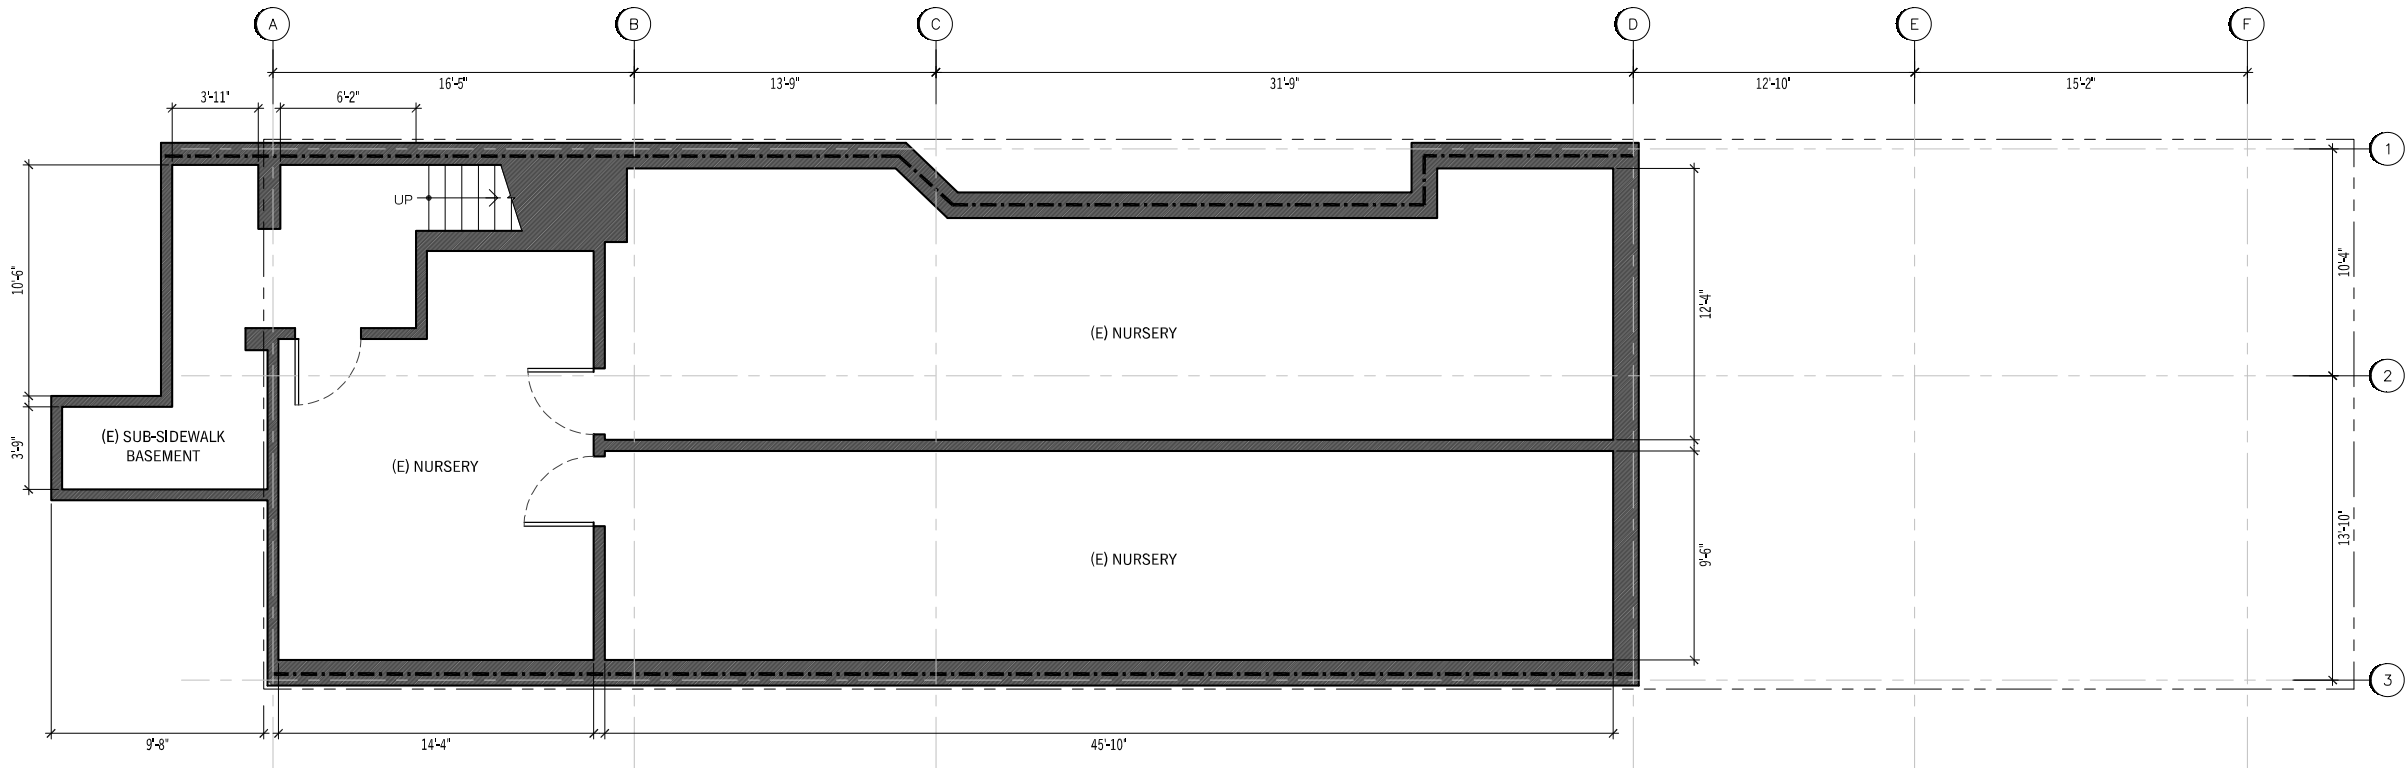 A
B
C
D
E
F
16'-5"
13'-9"
31'-9"
12'-10"
15'-2"
3'-11"
6'-2"
1
UP
10'-6"
10'-4"
12'-4"
(E) NURSERY
2
3'-9"
(E) SUB-SIDEWALK
BASEMENT
(E) NURSERY
13'-10"
9'-6"
(E) NURSERY
3
9'-8"
14'-4"
45'-10"